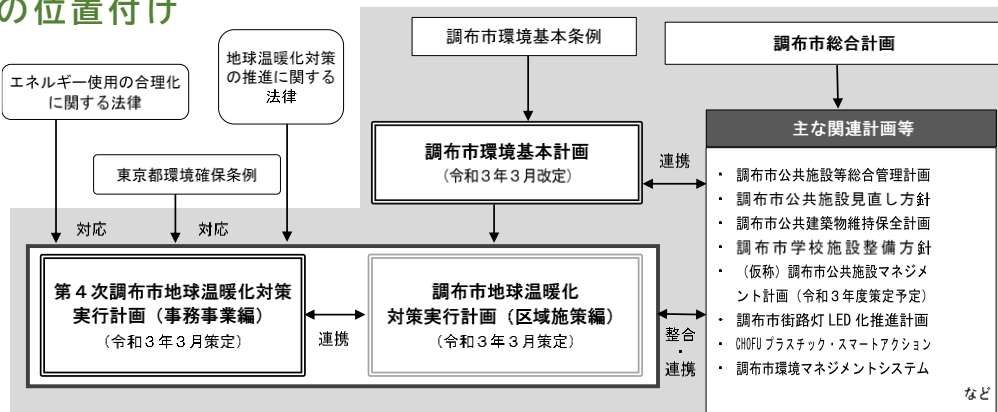 の位置付け
調布市環境基本条例
調布市総合計画
地球温暖化対策
の推進に関する
法律
エネルギー使用の合理化
に関する法律
主な関連計画等
調布市環境基本計画
(令和3年3月改定)
連携
東京都環境確保条例
・ 調布市公共施設等総合管理計画
・ 調布市公共施設見直し方針
・ 調布市公共建築物維持保全計画
・ 調布市学校施設整備方針
・ (仮称)調布市公共施設マネジメ
ント計画(令和3年度策定予定)
・ 調布市街路灯 LED 化推進計画
・ CHOFU プラスチック・スマートアクション
・ 調布市環境マネジメントシステム
など
対応
対応
第4次調布市地球温暖化対策
実行計画(事務事業編)
(令和3年3月策定)
連携
調布市地球温暖化
対策実行計画(区域施策編)
(令和3年3月策定)
整合
・
連携